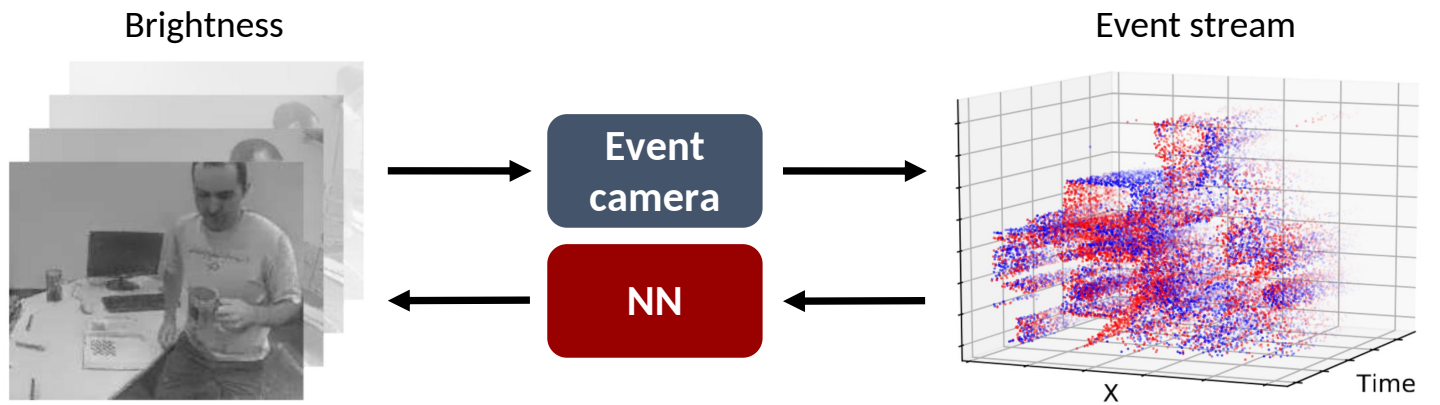 Brightness
Event stream
Event
camera
NN
X
Time